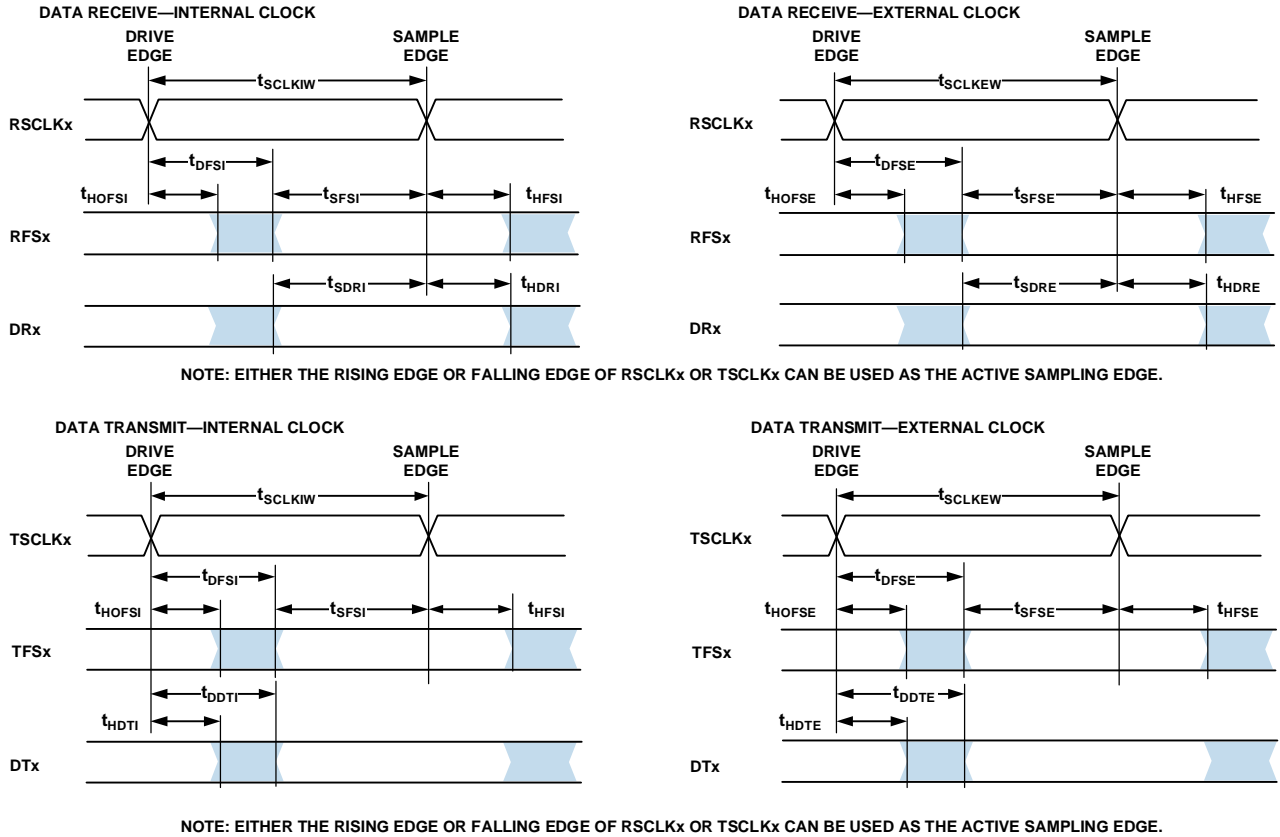 DATA RECEIVE—INTERNAL CLOCK
DRIVE
EDGE
SAMPLE
EDGE
tSCLKIW
RSCLKx
tDFSI
tHOFSI
tSFSI
tHFSI
RFSx
tSDRI
tHDRI
DRx
DATA RECEIVE—EXTERNAL CLOCK
DRIVE
EDGE
SAMPLE
EDGE
tSCLKEW
RSCLKx
tDFSE
tHOFSE
tSFSE
tHFSE
RFSx
tSDRE
tHDRE
DRx
NOTE: EITHER THE RISING EDGE OR FALLING EDGE OF RSCLKx OR TSCLKx CAN BE USED AS THE ACTIVE SAMPLING EDGE.
DATA TRANSMIT—INTERNAL CLOCK
DRIVE
EDGE
SAMPLE
EDGE
tSCLKIW
TSCLKx
tDFSI
tHOFSI
tSFSI
tHFSI
TFSx
tDDTI
tHDTI
DTx
DATA TRANSMIT—EXTERNAL CLOCK
DRIVE
EDGE
SAMPLE
EDGE
tSCLKEW
TSCLKx
tDFSE
tHOFSE
tSFSE
tHFSE
TFSx
tDDTE
tHDTE
DTx
NOTE: EITHER THE RISING EDGE OR FALLING EDGE OF RSCLKx OR TSCLKx CAN BE USED AS THE ACTIVE SAMPLING EDGE.